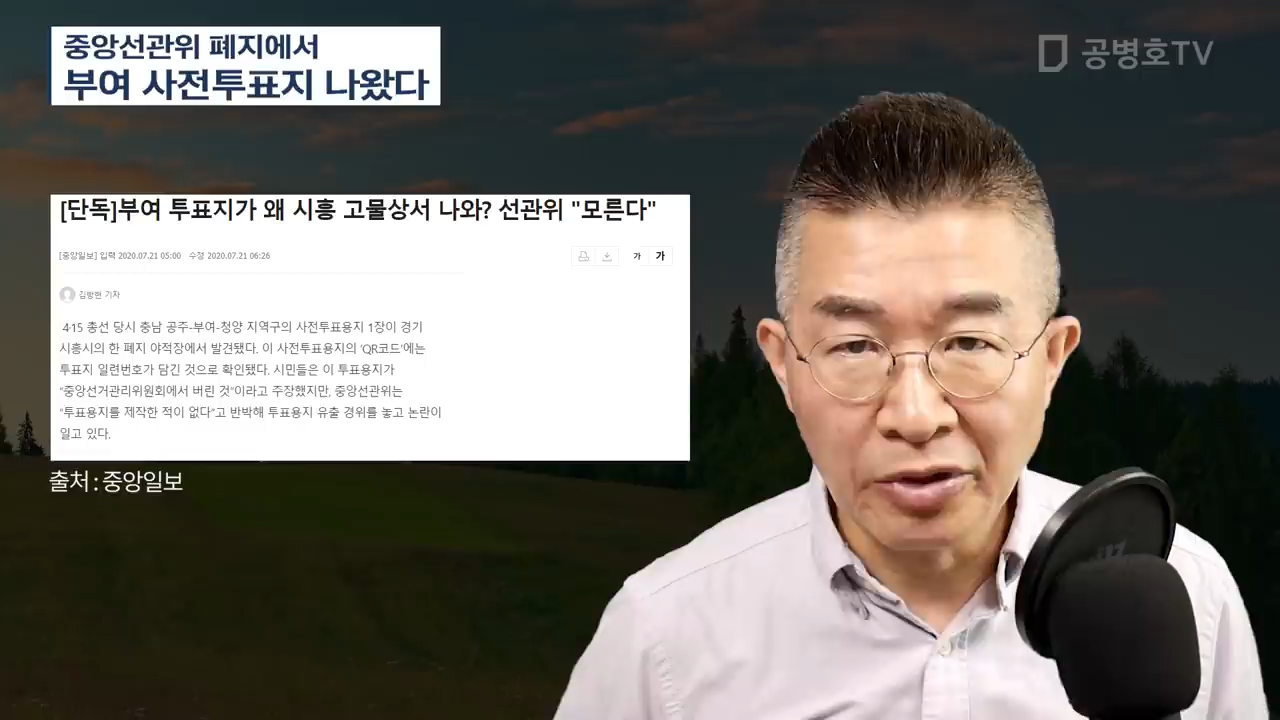 중앙선관위 폐지에서
부여 사전투표지 나왔다
공병호TV
[단독]부여 투표지가 왜 시흥 고물상서 나와? 선관위 "모른다"
[중앙일보] 입력 2020.07.21 05:00 수정 2020.07.21 06:26
가 가
김방현 기자
4·15 총선 당시 충남 공주-부여-청양 지역구의 사전투표용지 1장이 경기
시흥시의 한 폐지 야적장에서 발견됐다. 이 사전투표용지의 'QR코드'에는
투표지 일련번호가 담긴 것으로 확인됐다. 시민들은 이 투표용지가
"중앙선거관리위원회에서 버린 것"이라고 주장했지만, 중앙선관위는
"투표용지를 제작한 적이 없다"고 반박해 투표용지 유출 경위를 놓고 논란이
일고 있다.
출처 : 중앙일보